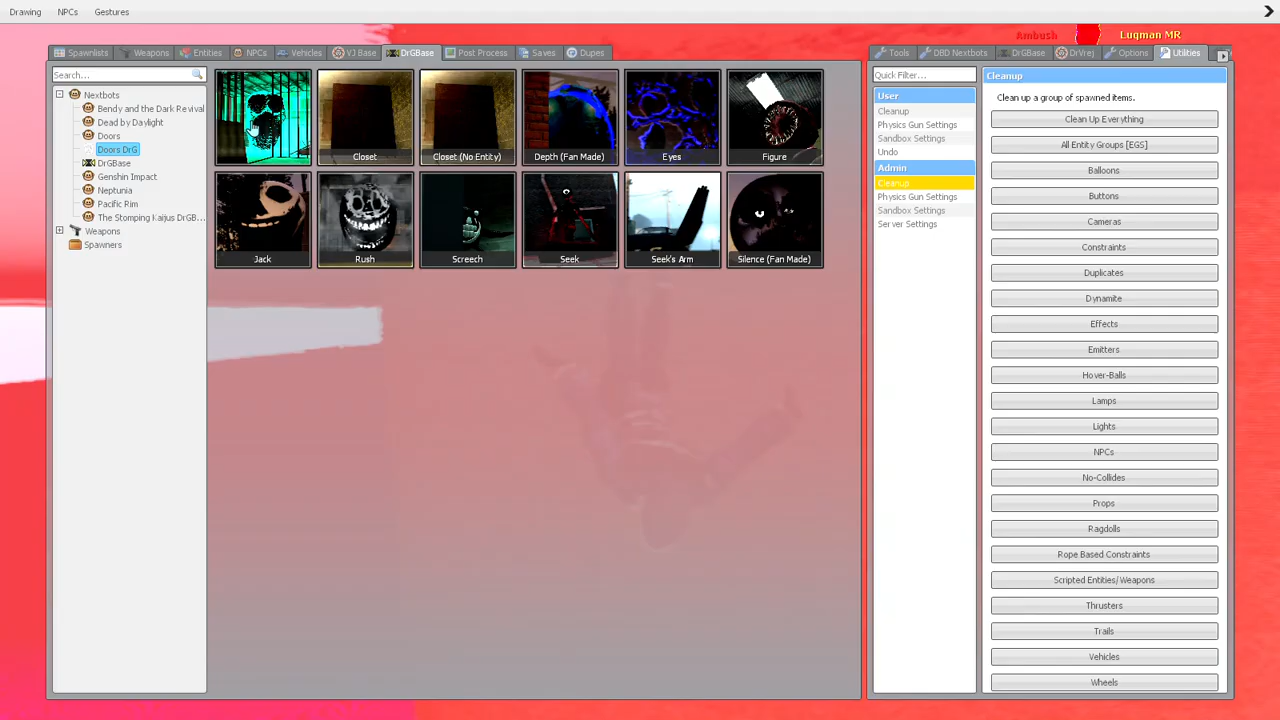 Drawing NPCs Gestures
Ambush Luqman MR
Spawnlists Weapons Entities NPCs Vehicles VJ Base DrGBase Post Process Saves Dupes
Tools DBD Nextbots DrGBase DrVrej Options Utilities
Search...
Nextbots
Bendy and the Dark Revival
Dead by Daylight
Doors
Doors DrG
DrGBase
Genshin Impact
Neptunia
Pacific Rim
The Stomping Kaijus DrGB...
Weapons
Spawners
Closet
Closet (No Entity)
Depth (Fan Made)
Eyes
Figure
Jack
Rush
Screech
Seek
Seek's Arm
Silence (Fan Made)
Quick Filter...
User
Cleanup
Physics Gun Settings
Sandbox Settings
Undo
Admin
Cleanup
Physics Gun Settings
Sandbox Settings
Server Settings
Cleanup
Clean up a group of spawned items.
Clean Up Everything
All Entity Groups [EGS]
Balloons
Buttons
Cameras
Constraints
Duplicates
Dynamite
Effects
Emitters
Hover-Balls
Lamps
Lights
NPCs
No-Collides
Props
Ragdolls
Rope Based Constraints
Scripted Entities/Weapons
Thrusters
Trails
Vehicles
Wheels